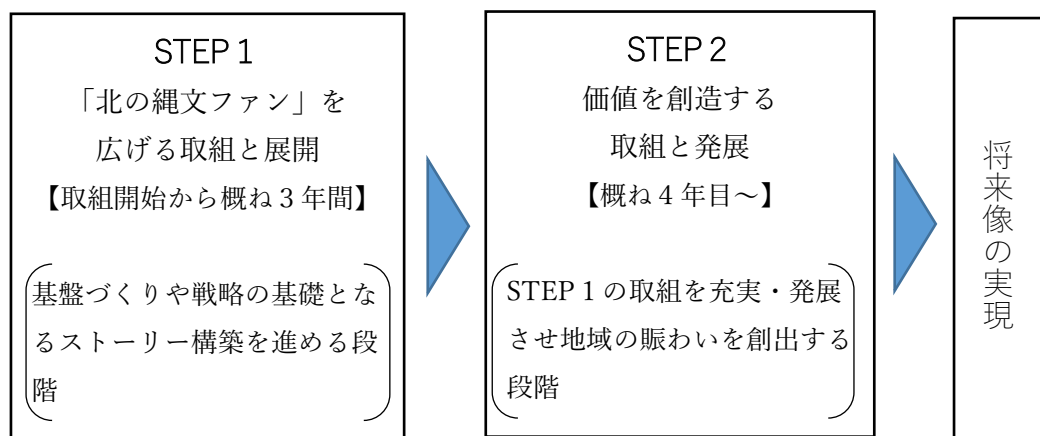 STEP 1
「北の縄文ファン」を
広げる取組と展開
【取組開始から概ね3年間】
基盤づくりや戦略の基礎とな
るストーリー構築を進める段
階
STEP 2
価値を創造する
取組と発展
【概ね4年目～】
STEP 1 の取組を充実・発展
させ地域の賑わいを創出する
段階
将来像の実現